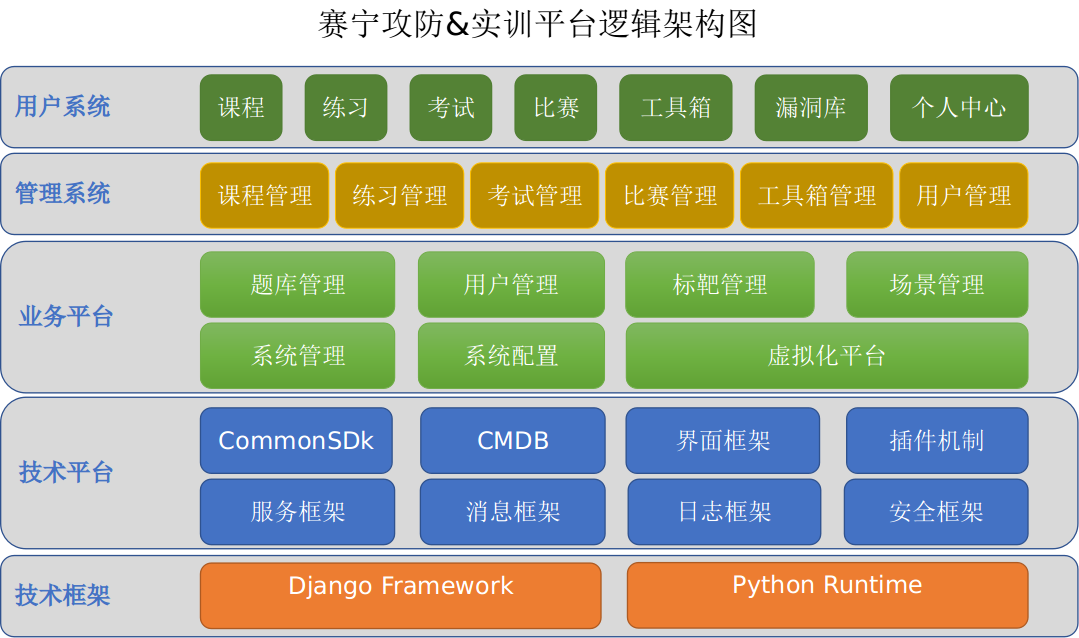 赛宁攻防&实训平台逻辑架构图
用户系统 课程 练习 考试 比赛 工具箱 漏洞库 个人中心
管理系统 课程管理 练习管理 考试管理 比赛管理 工具箱管理 用户管理
业务平台
题库管理 用户管理 标靶管理 场景管理
系统管理 系统配置 虚拟化平台
技术平台
CommonSDk CMDB 界面框架 插件机制
服务框架 消息框架 日志框架 安全框架
技术框架 Django Framework Python Runtime